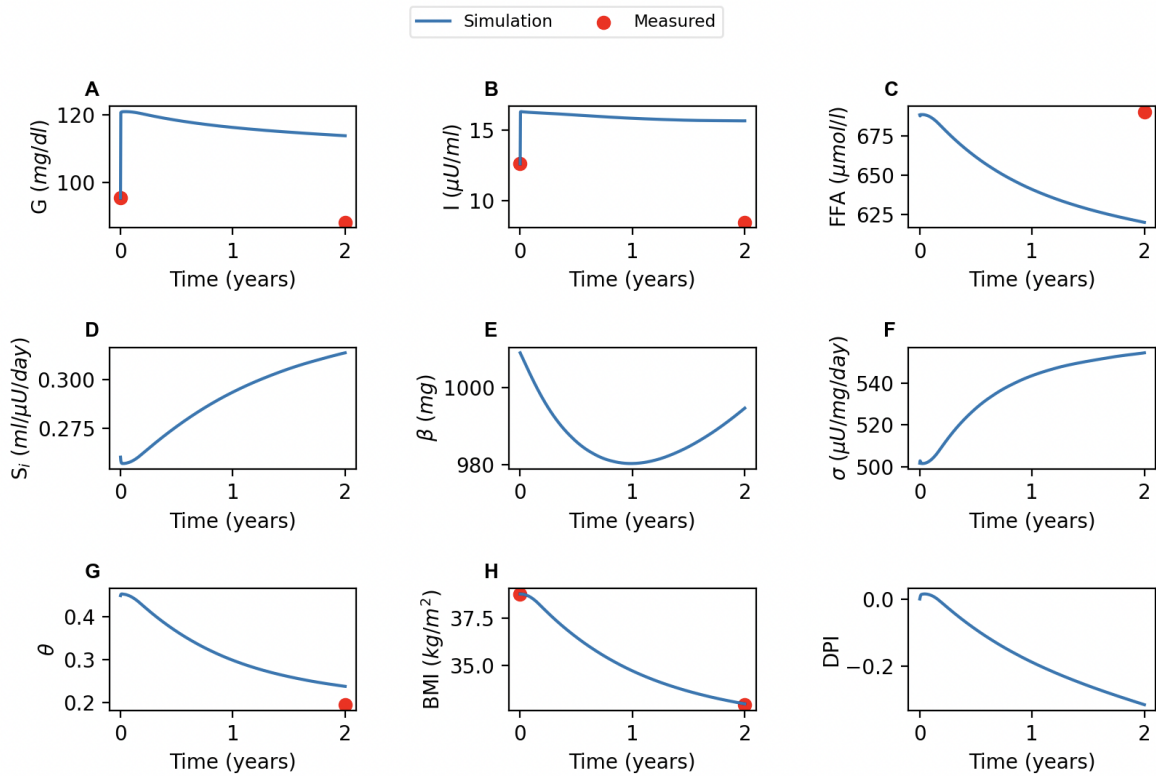 Simulation
Measured
A
G (mg/dl)
120
100
0
1
2
Time (years)
B
I (μU/ml)
15
10
0
1
2
Time (years)
C
FFA (μmol/l)
675
650
625
0
1
2
Time (years)
D
Sᵢ (ml/μU/day)
0.300
0.275
0
1
2
Time (years)
E
β (mg)
1000
980
0
1
2
Time (years)
F
σ (μU/mg/day)
540
520
500
0
1
2
Time (years)
G
θ
0.4
0.3
0.2
0
1
2
Time (years)
H
BMI (kg/m²)
37.5
35.0
0
1
2
Time (years)
DPI
0.0
−0.2
0
1
2
Time (years)